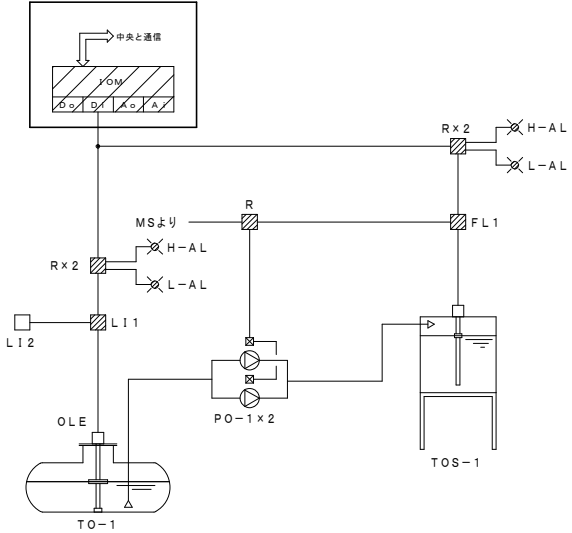 中央と通信
IOM
Do DI Ao Ai
R×2
H-AL
L-AL
R
MSより
FL1
R×2
H-AL
L-AL
LI1
LI2
PO-1×2
OLE
TOS-1
TO-1